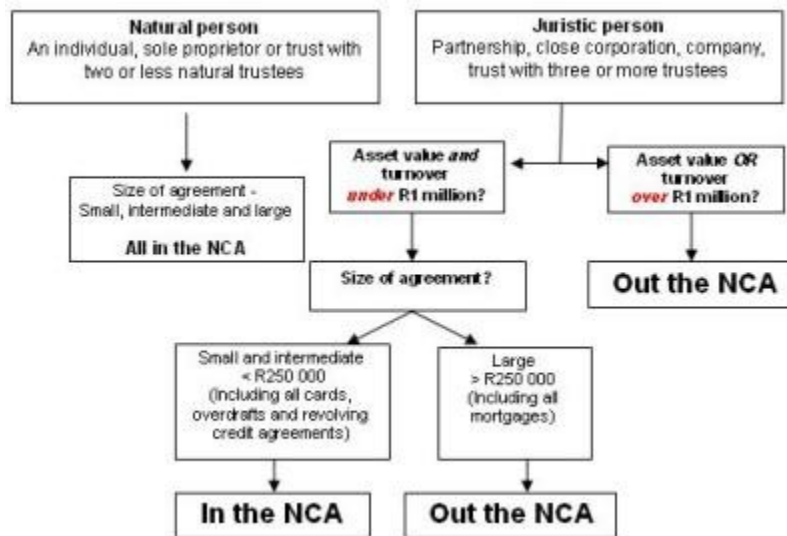 Natural person
An individual, sole proprietor or trust with
two or less natural trustees
Juristic person
Partnership, close corporation, company,
trust with three or more trustees
Size of agreement -
Small, intermediate and large
All in the NCA
Asset value and
turnover
under R1 million?
Asset value OR
turnover
over R1 million?
Size of agreement?
Out the NCA
Small and intermediate
< R250 000
(Including all cards,
overdrafts and revolving
credit agreements)
Large
> R250 000
(Including all
mortgages)
In the NCA
Out the NCA